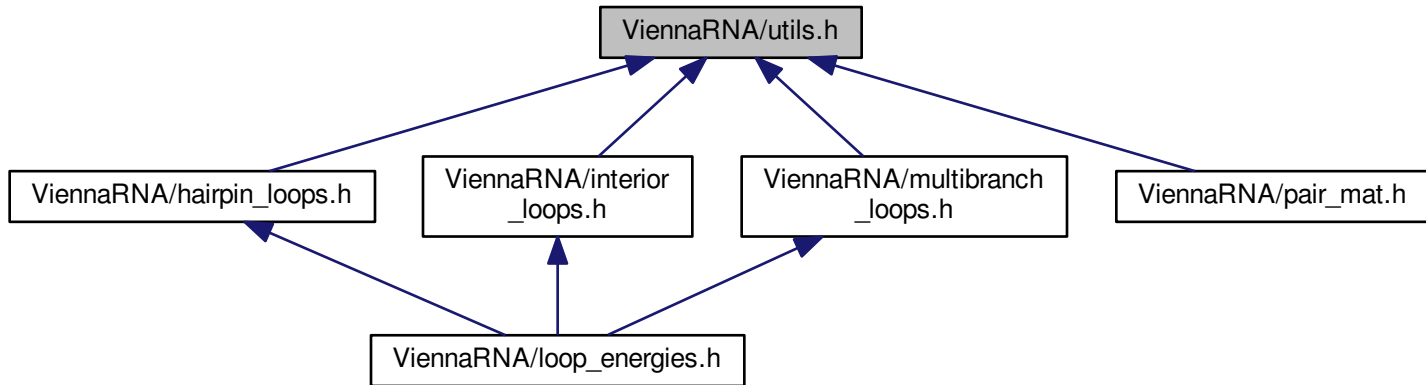 ViennaRNA/utils.h
ViennaRNA/hairpin_loops.h
ViennaRNA/interior
_loops.h
ViennaRNA/multibranch
_loops.h
ViennaRNA/pair_mat.h
ViennaRNA/loop_energies.h